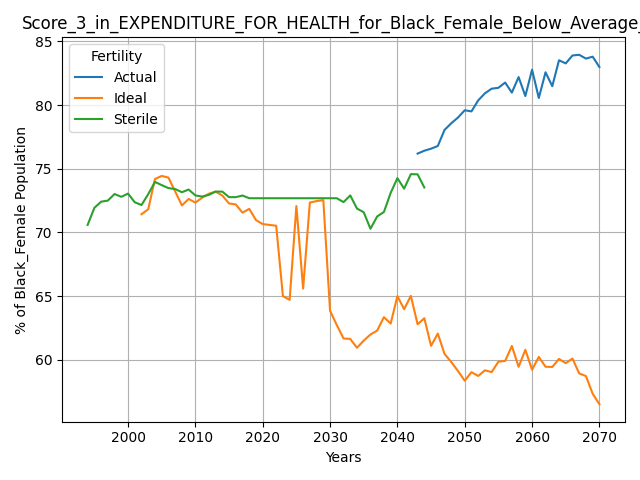 Score_3_in_EXPENDITURE_FOR_HEALTH_for_Black_Female_Below_Average_
Fertility
Actual
Ideal
Sterile
% of Black_Female Population
85
80
75
70
65
60
2000
2010
2020
2030
2040
2050
2060
2070
Years